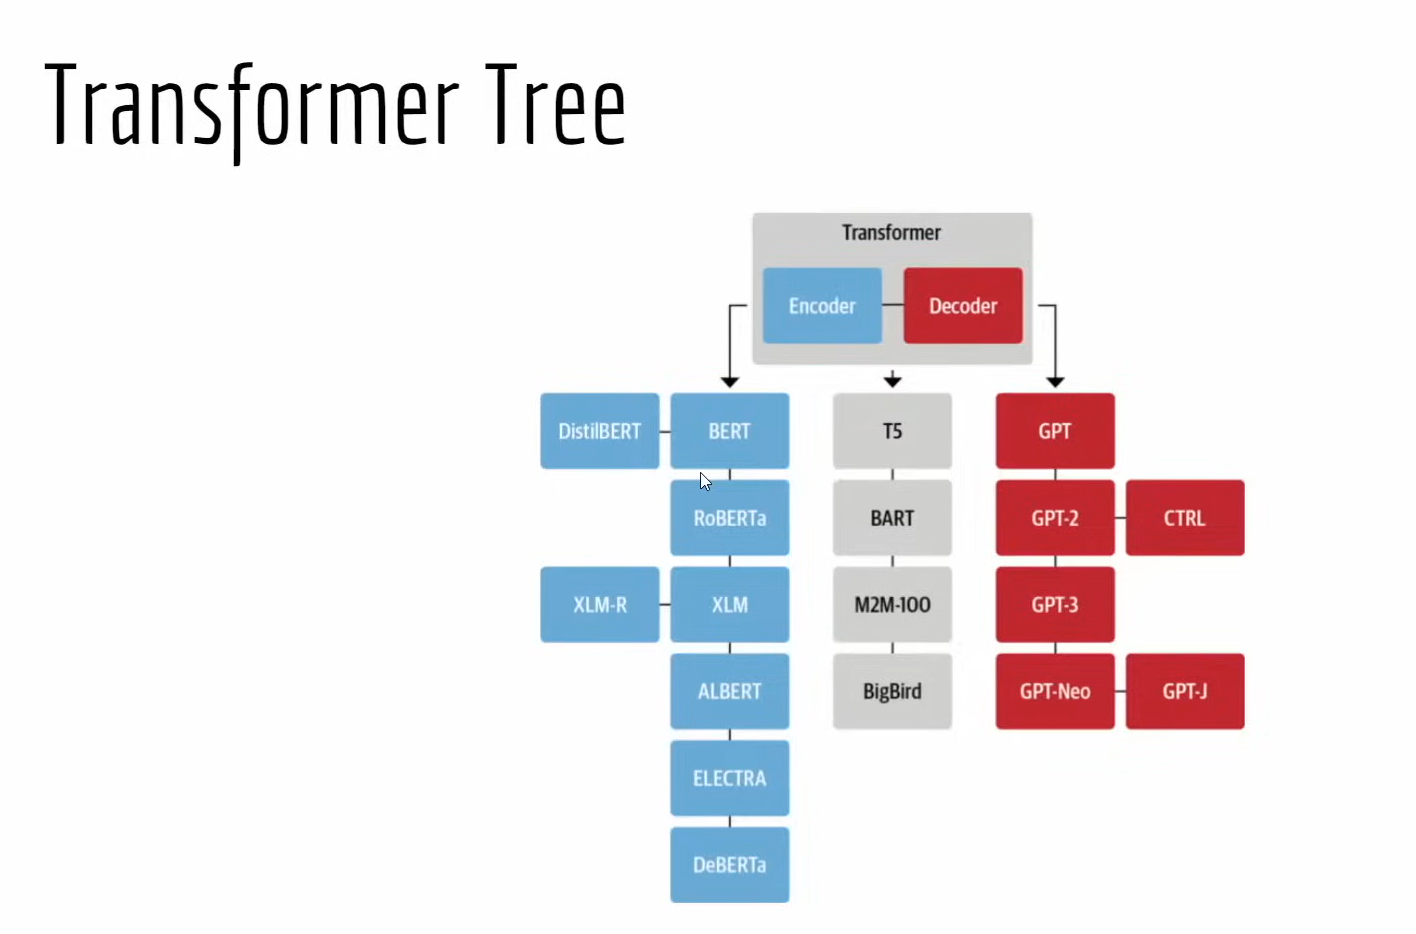 Transformer Tree
Transformer
Encoder
Decoder
DistilBERT
BERT
T5
GPT
RoBERTa
BART
GPT-2
CTRL
XLM-R
XLM
M2M-100
GPT-3
ALBERT
BigBird
GPT-Neo
GPT-J
ELECTRA
DeBERTa